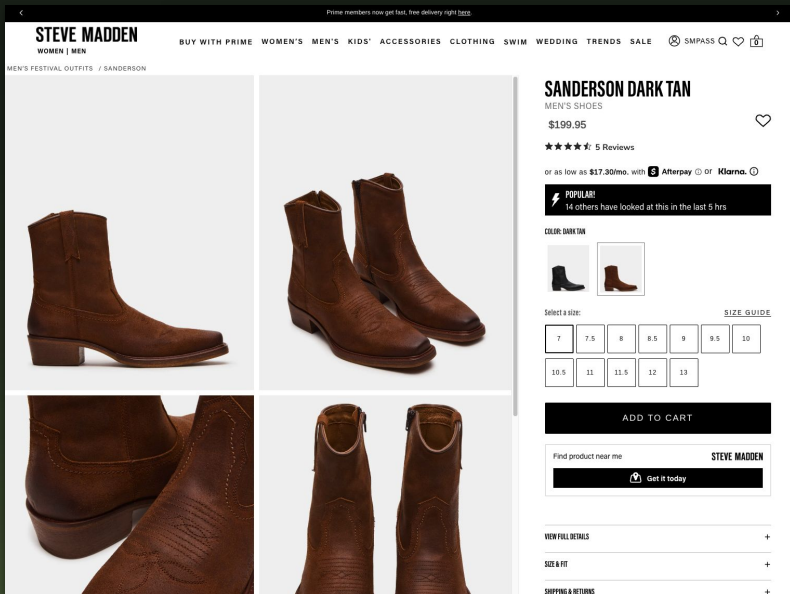 Prime members now get fast, free delivery right here.
STEVE MADDEN
WOMEN | MEN
BUY WITH PRIME WOMEN'S MEN'S KIDS' ACCESSORIES CLOTHING SWIM WEDDING TRENDS SALE
SMPASS
0
MEN'S FESTIVAL OUTFITS / SANDERSON
SANDERSON DARK TAN
MEN'S SHOES
$199.95
5 Reviews
or as low as $17.30/mo. with $ Afterpay or Klarna.
POPULAR!
14 others have looked at this in the last 5 hrs
COLOR: DARK TAN
Select a size: SIZE GUIDE
7 7.5 8 8.5 9 9.5 10
10.5 11 11.5 12 13
ADD TO CART
Find product near me STEVE MADDEN
Get it today
VIEW FULL DETAILS +
SIZE & FIT +
SHIPPING & RETURNS +